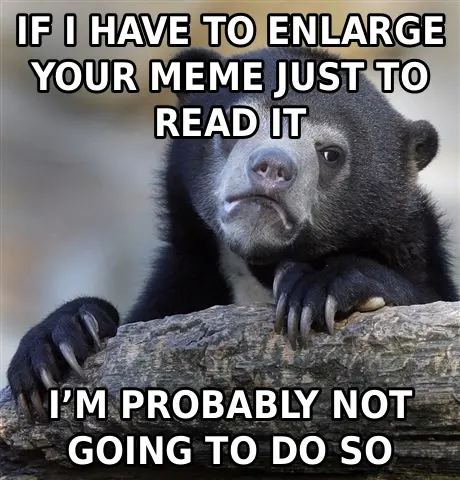 IF I HAVE TO ENLARGE
YOUR MEME JUST TO
READ IT
I’M PROBABLY NOT
GOING TO DO SO